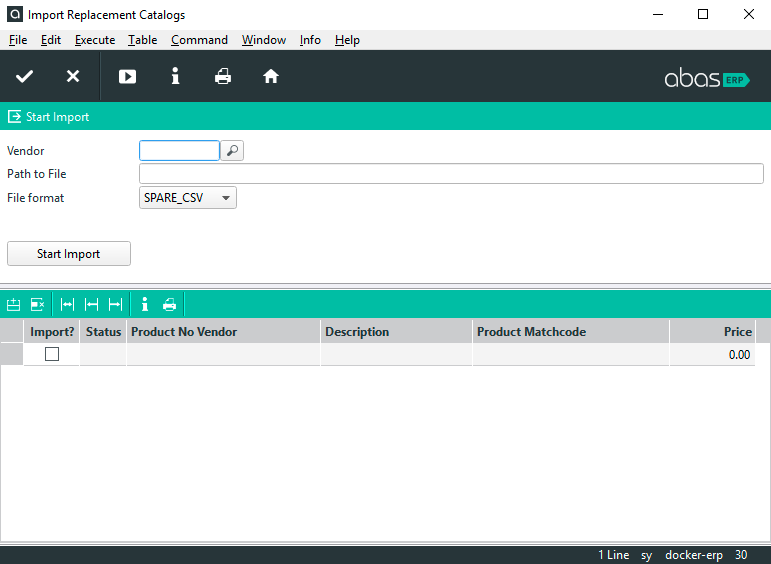 Import Replacement Catalogs
File Edit Execute Table Command Window Info Help
abas ERP
Start Import
Vendor
Path to File
File format SPARE_CSV
Start Import
Import? Status Product No Vendor Description Product Matchcode Price
0.00
1 Line sy docker-erp 30